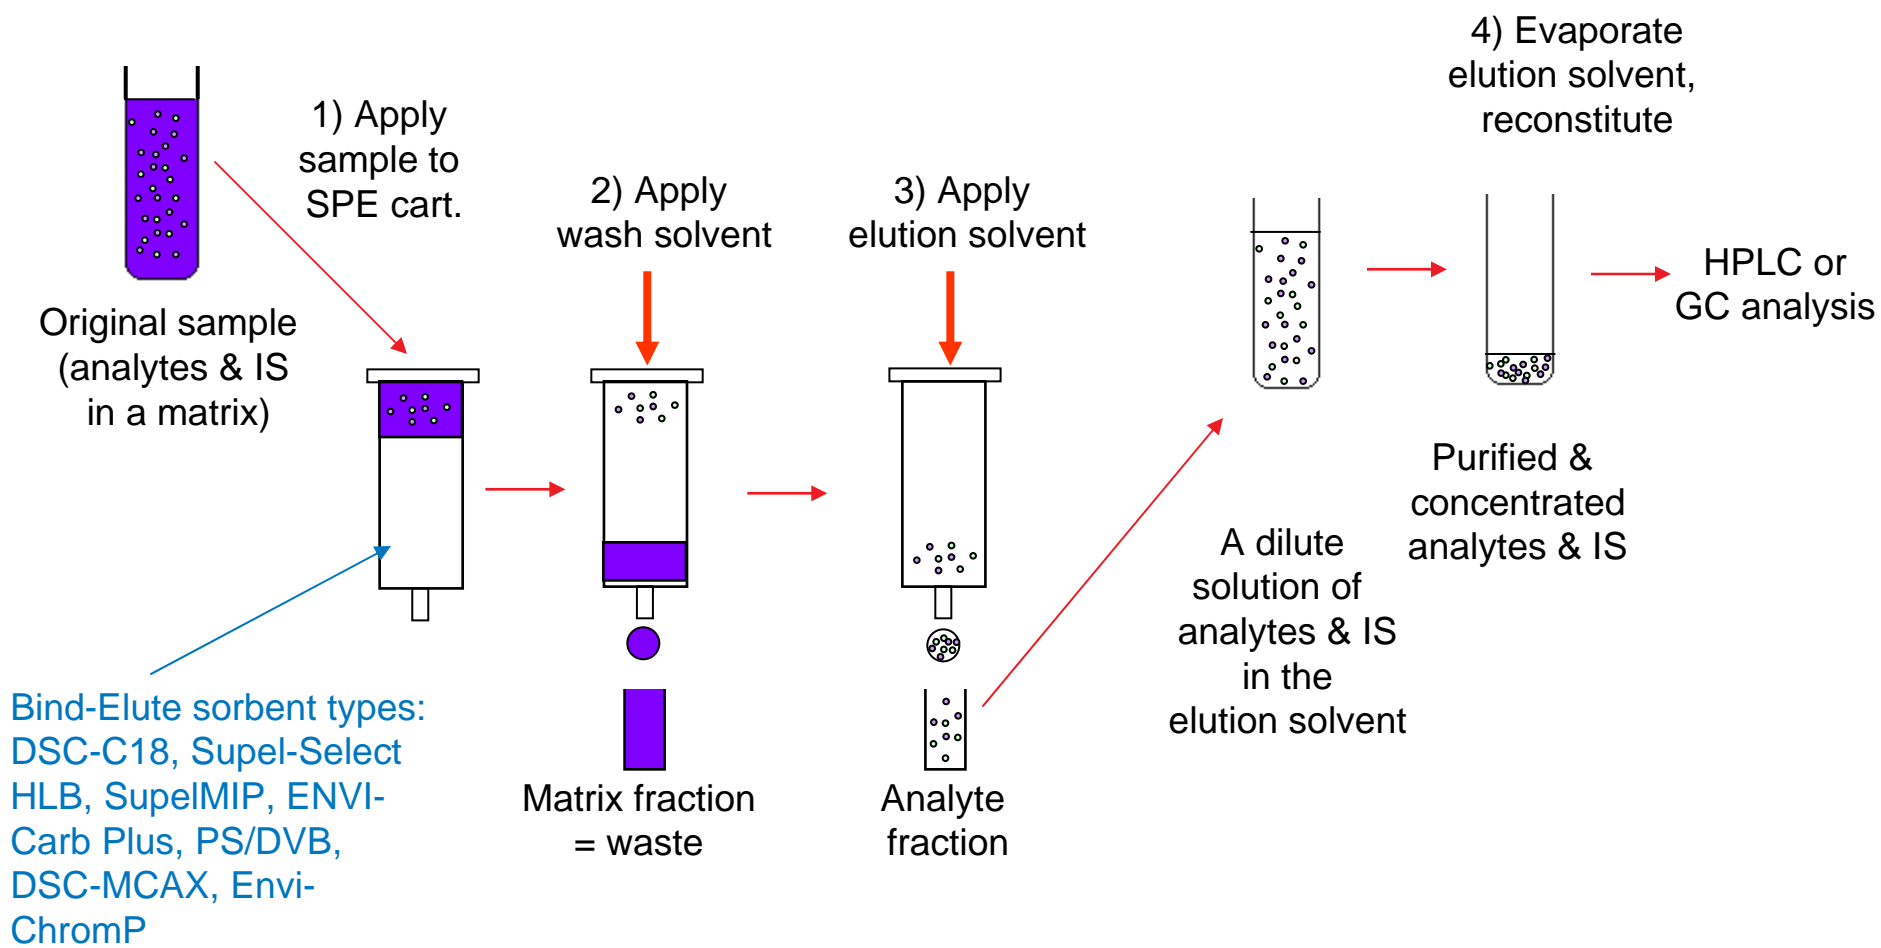 1) Apply
sample to
SPE cart.
Original sample
(analytes & IS
in a matrix)
2) Apply
wash solvent
3) Apply
elution solvent
4) Evaporate
elution solvent,
reconstitute
HPLC or
GC analysis
Purified &
concentrated
analytes & IS
A dilute
solution of
analytes & IS
in the
elution solvent
Bind-Elute sorbent types:
DSC-C18, Supel-Select
HLB, SupelMIP, ENVI-
Carb Plus, PS/DVB,
DSC-MCAX, Envi-
ChromP
Matrix fraction
= waste
Analyte
fraction